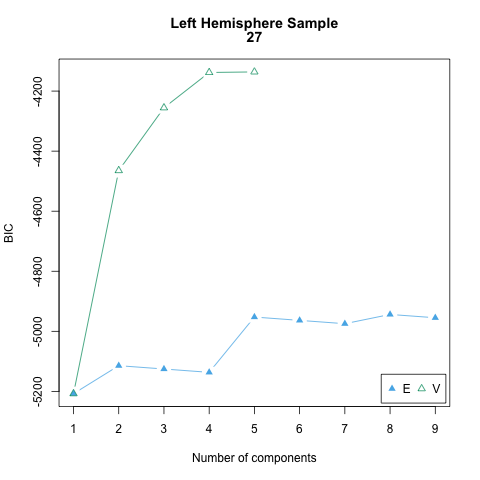 Left Hemisphere Sample
27
BIC
-4200
-4400
-4600
-4800
-5000
-5200
1 2 3 4 5 6 7 8 9
Number of components
E V